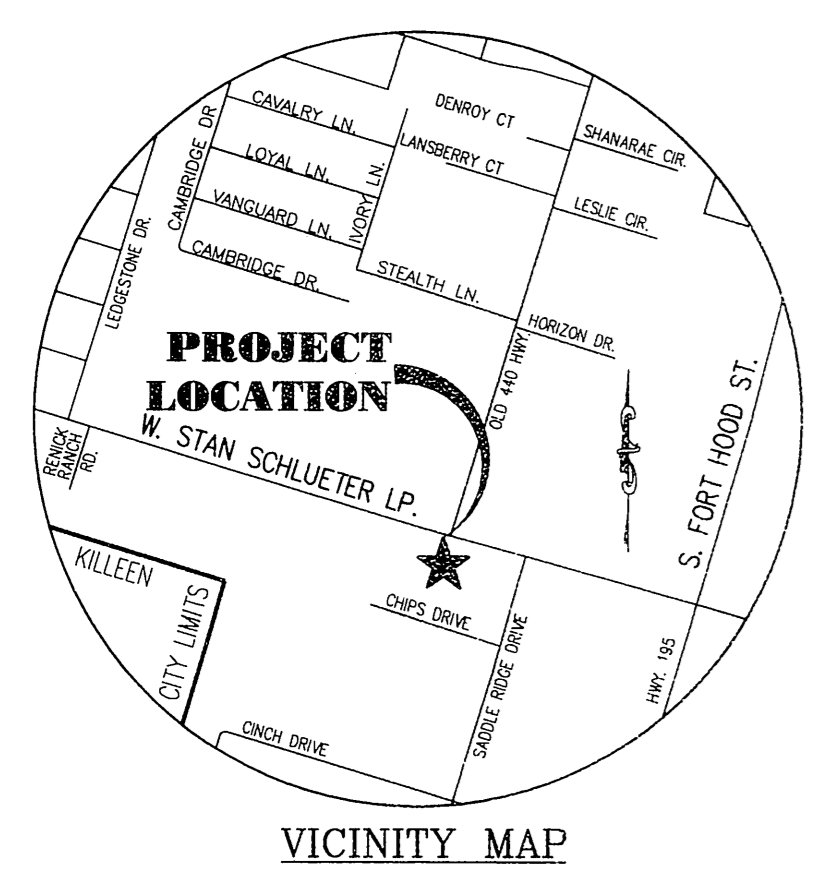 DENROY CT
CAVALRY LN.
SHANARAE CIR.
LANSBERRY CT
CAMBRIDGE DR
LOYAL LN.
IVORY LN.
VANGUARD LN.
LESLIE CIR.
LEDGESTONE DR.
CAMBRIDGE DR.
STEALTH LN.
HORIZON DR.
PROJECT
LOCATION
OLD 440 HWY.
W. STAN SCHLUETER LP.
S. FORT HOOD ST.
RENICK
RANCH
RD.
KILLEEN
CITY LIMITS
CHIPS DRIVE
SADDLE RIDGE DRIVE
HWY. 195
CINCH DRIVE
VICINITY MAP